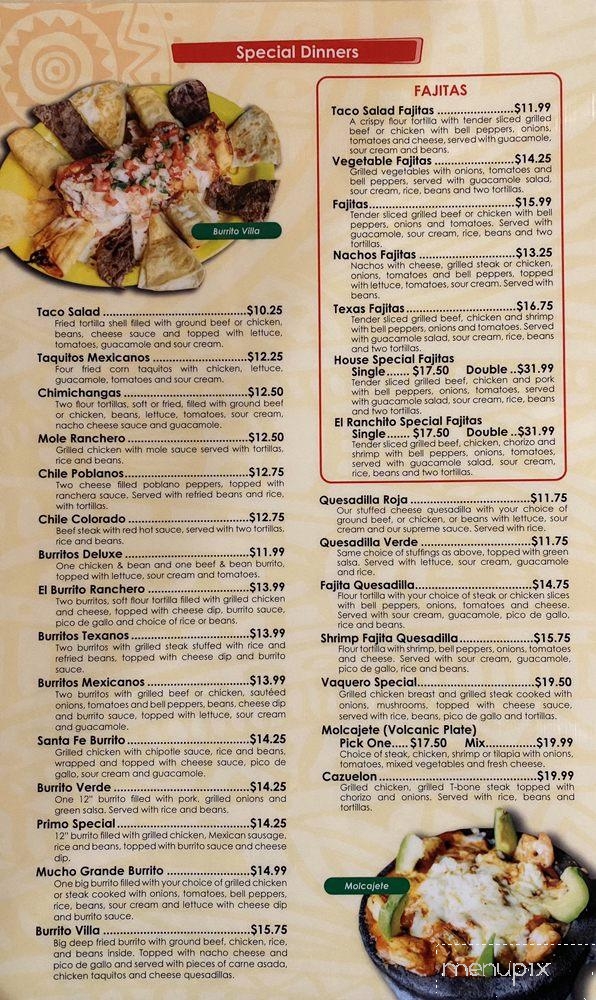 Special Dinners
Burrito Villa
Taco Salad ....................................$10.25
Fried tortilla shell filled with ground beef or chicken,
beans, cheese sauce and topped with lettuce,
tomatoes, guacamole and sour cream.
Taquitos Mexicanos ........................$12.25
Four fried corn taquitos with chicken, lettuce,
guacamole, tomatoes and sour cream.
Chimichangas ................................$12.50
Two flour tortillas, soft or fried, filled with ground beef
or chicken, beans, lettuce, tomatoes, sour cream,
nacho cheese sauce and guacamole.
Mole Ranchero ...............................$12.50
Grilled chicken with mole sauce served with tortillas,
rice and beans.
Chile Poblanos................................$12.75
Two cheese filled poblano peppers, topped with
ranchera sauce. Served with refried beans and rice,
with tortillas.
Chile Colorado ...............................$12.75
Beef steak with red hot sauce, served with two tortillas,
rice and beans.
Burritos Deluxe ................................$11.99
One chicken & bean and one beef & bean burrito,
topped with lettuce, sour cream and tomatoes.
El Burrito Ranchero ..........................$13.99
Two burritos, soft flour tortilla filled with grilled chicken
and cheese, topped with cheese dip, burrito sauce,
pico de gallo and choice of rice or beans.
Burritos Texanos ..............................$13.99
Two burritos with grilled steak stuffed with rice and
refried beans, topped with cheese dip and burrito
sauce.
Burritos Mexicanos ..........................$13.99
Two burritos with grilled beef or chicken, sautéed
onions, tomatoes and bell peppers, beans, cheese dip
and burrito sauce, topped with lettuce, sour cream
and guacamole.
Santa Fe Burrito...............................$14.25
Grilled chicken with chipotle sauce, rice and beans,
wrapped and topped with cheese sauce, pico de
gallo, sour cream and guacamole.
Burrito Verde ..................................$14.25
One 12" burrito filled with pork, grilled onions and
green salsa. Served with rice and beans.
Primo Special..................................$14.25
12" burrito filled with grilled chicken, Mexican sausage,
rice and beans, topped with burrito sauce and cheese
dip.
Mucho Grande Burrito ....................$14.99
One big burrito filled with your choice of grilled chicken
or steak cooked with onions, tomatoes, bell peppers,
rice, beans, sour cream and lettuce with cheese dip
and burrito sauce.
Burrito Villa .....................................$15.75
Big deep fried burrito with ground beef, chicken, rice,
and beans inside. Topped with nacho cheese and
pico de gallo and served with pieces of carne asada,
chicken taquitos and cheese quesadillas.
FAJITAS
Taco Salad Fajitas ......................$11.99
A crispy flour tortilla with tender sliced grilled
beef or chicken with bell peppers, onions,
tomatoes and cheese, served with guacamole,
sour cream and beans.
Vegetable Fajitas .......................$14.25
Grilled vegetables with onions, tomatoes and
bell peppers, served with guacamole salad,
sour cream, rice, beans and two tortillas.
Fajitas.........................................$15.99
Tender sliced grilled beef or chicken with bell
peppers, onions and tomatoes. Served with
guacamole, sour cream, rice, beans and two
tortillas.
Nachos Fajitas ...........................$13.25
Nachos with cheese, grilled steak or chicken,
onions, tomatoes and bell peppers, topped
with lettuce, tomatoes, sour cream. Served with
beans.
Texas Fajitas...............................$16.75
Tender sliced grilled beef, chicken and shrimp
with bell peppers, onions and tomatoes. Served
with guacamole salad, sour cream, rice, beans
and two tortillas.
House Special Fajitas
Single....... $17.50 Double ..$31.99
Tender sliced grilled beef, chicken and pork
with bell peppers, onions, tomatoes, served
with guacamole salad, sour cream, rice, beans
and two tortillas.
El Ranchito Special Fajitas
Single....... $17.50 Double ..$31.99
Tender sliced grilled beef, chicken, chorizo and
shrimp with bell peppers, onions, tomatoes,
served with guacamole salad, sour cream,
rice, beans and two tortillas.
Quesadilla Roja ..............................$11.75
Our stuffed cheese quesadilla with your choice of
ground beef, or chicken, or beans with lettuce, sour
cream and our supreme sauce. Served with rice.
Quesadilla Verde ............................$11.75
Same choice of stuffings as above, topped with green
salsa. Served with lettuce, sour cream, guacamole
and rice.
Fajita Quesadilla.............................$14.75
Flour tortilla with your choice of steak or chicken slices
with bell peppers, onions, tomatoes and cheese.
Served with sour cream, guacamole, pico de gallo,
rice and beans.
Shrimp Fajita Quesadilla..................$15.75
Flour tortilla with shrimp, bell peppers, onions, tomatoes
and cheese. Served with sour cream, guacamole,
pico de gallo, rice and beans.
Vaquero Special.............................$19.50
Grilled chicken breast and grilled steak cooked with
onions, mushrooms, topped with cheese sauce,
served with rice, beans, pico de gallo and tortillas.
Molcajete (Volcanic Plate)
Pick One..... $17.50 Mix..............$19.99
Choice of steak, chicken, shrimp or tilapia with onions,
tomatoes, mixed vegetables and fresh cheese.
Cazuelon........................................$19.99
Grilled chicken, grilled T-bone steak topped with
chorizo and onions. Served with rice, beans and
tortillas.
Molcajete
menupix